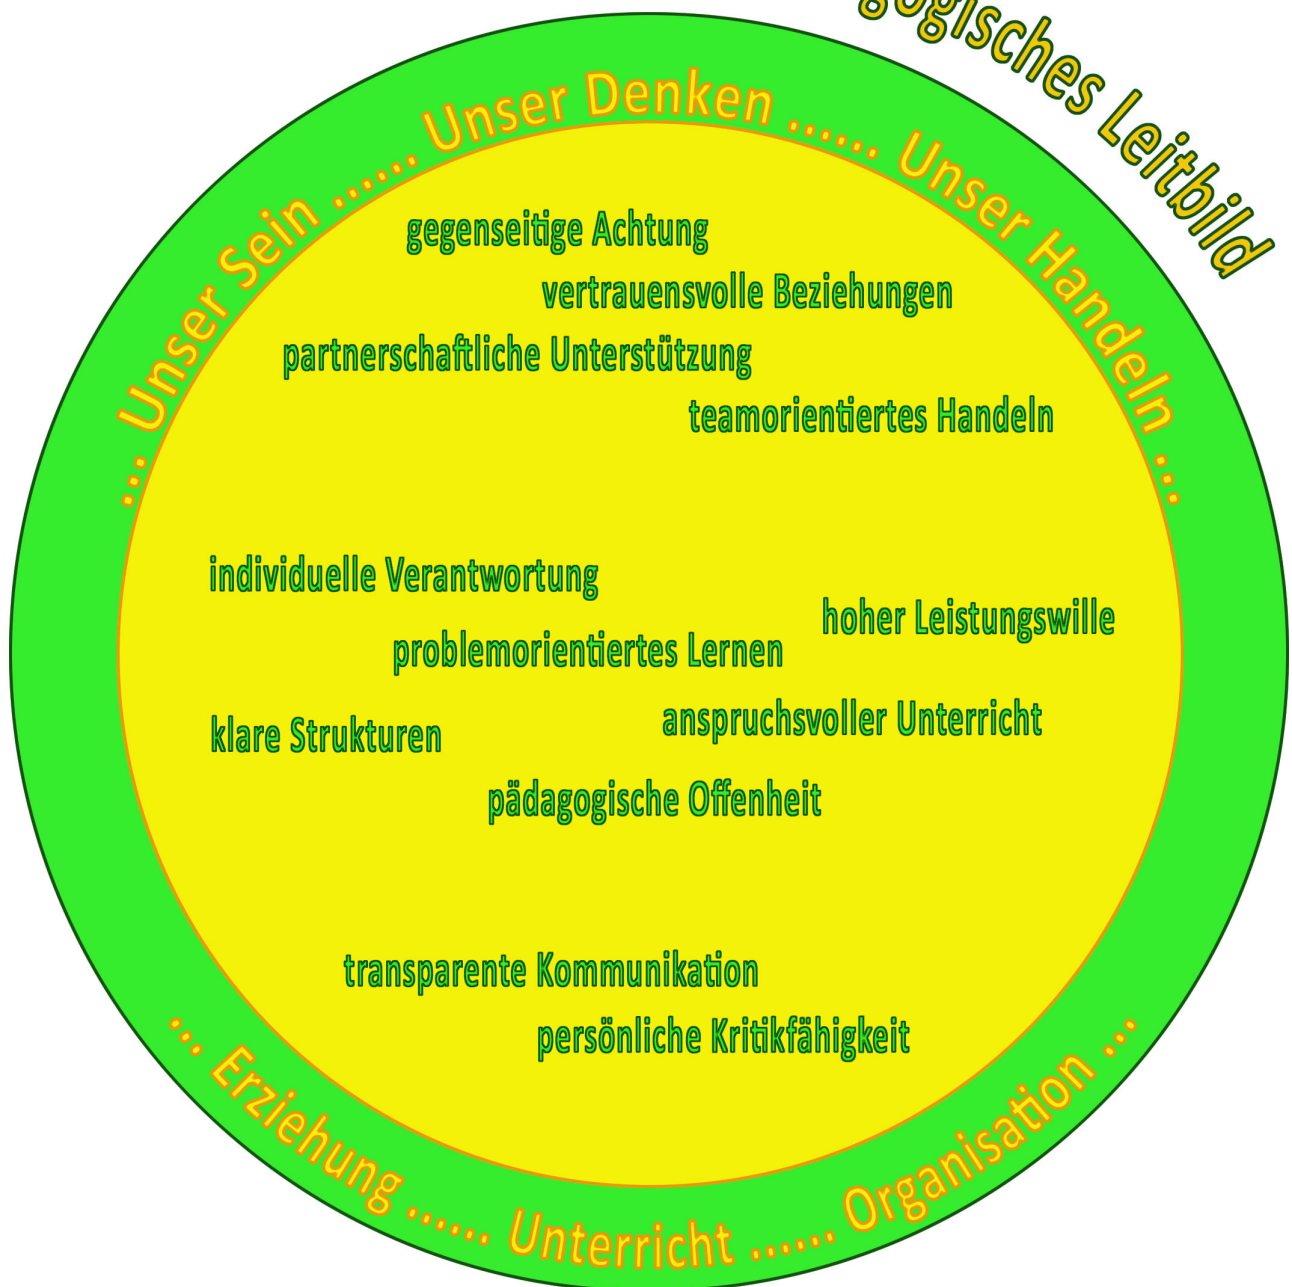 gogisches Leitbild
... Unser Sein ...... Unser Denken ...... Unser Handeln ...
gegenseitige Achtung
vertrauensvolle Beziehungen
partnerschaftliche Unterstützung
teamorientiertes Handeln
individuelle Verantwortung
hoher Leistungswille
problemorientiertes Lernen
anspruchsvoller Unterricht
klare Strukturen
pädagogische Offenheit
transparente Kommunikation
persönliche Kritikfähigkeit
... Erziehung ...... Unterricht ...... Organisation ...